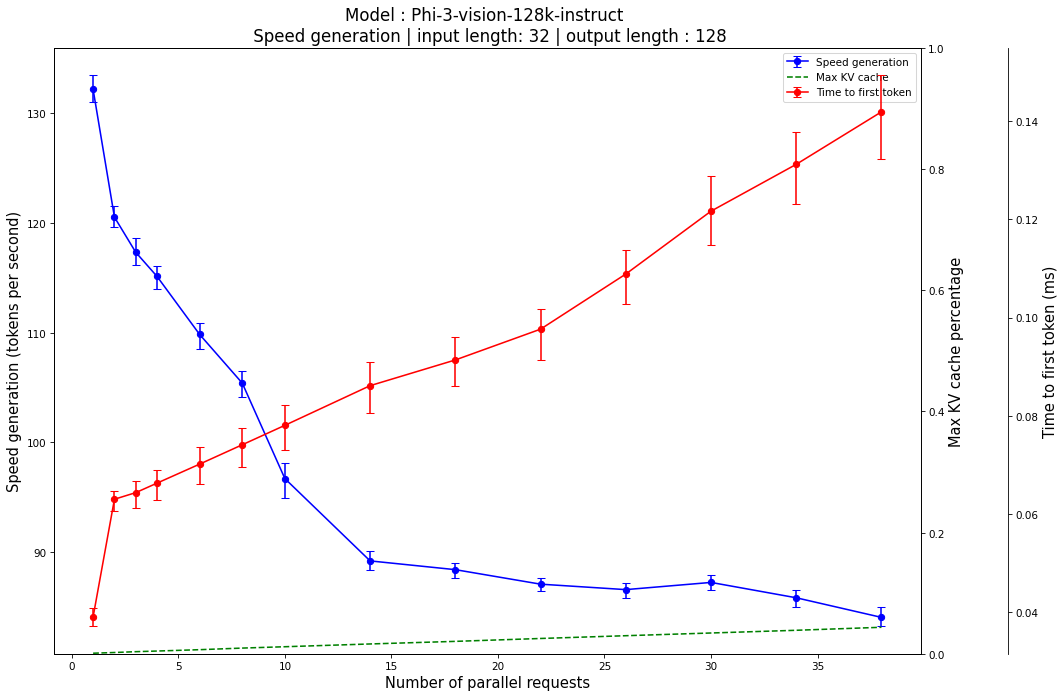 Model : Phi-3-vision-128k-instruct
Speed generation | input length: 32 | output length : 128
Speed generation
Max KV cache
Time to first token
Speed generation (tokens per second)
130
120
110
100
90
0 5 10 15 20 25 30 35
Number of parallel requests
1.0
0.8
0.6
0.4
0.2
0.0
Max KV cache percentage
0.14
0.12
0.10
0.08
0.06
0.04
Time to first token (ms)